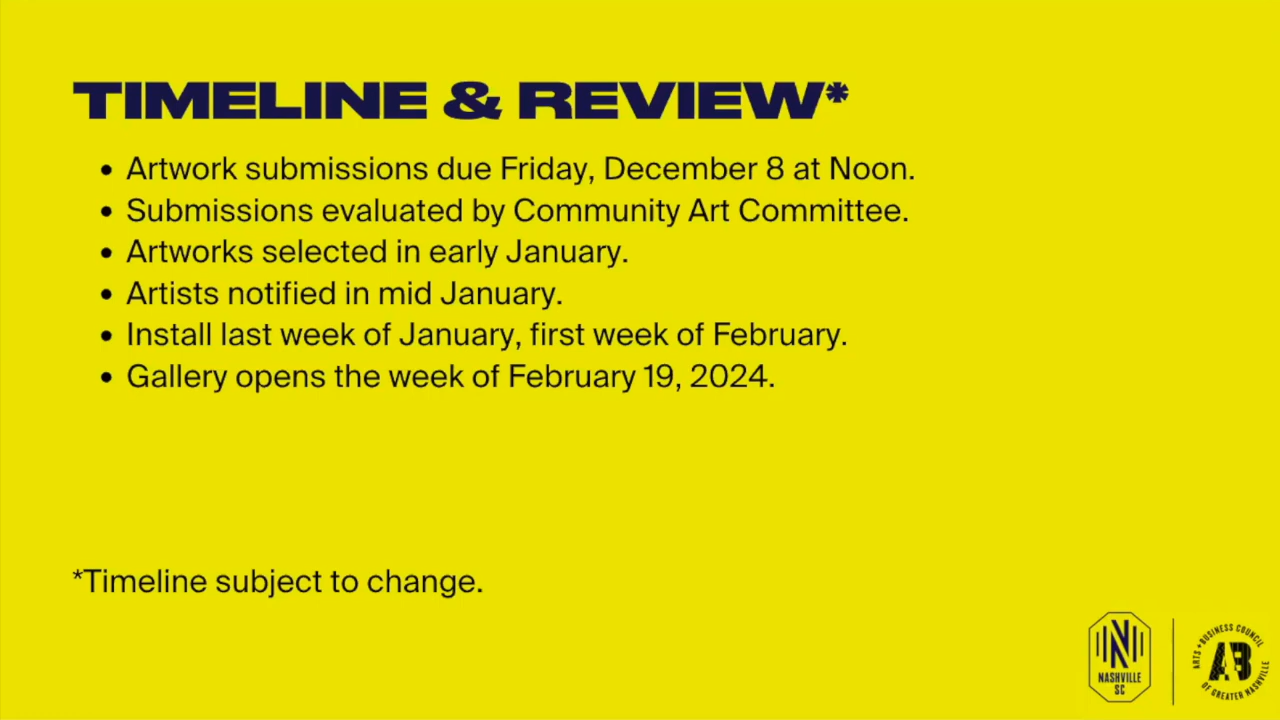 TIMELINE & REVIEW*
• Artwork submissions due Friday, December 8 at Noon.
• Submissions evaluated by Community Art Committee.
• Artworks selected in early January.
• Artists notified in mid January.
• Install last week of January, first week of February.
• Gallery opens the week of February 19, 2024.
*Timeline subject to change.
N
NASHVILLE
SC
ARTS + BUSINESS COUNCIL
AB
OF GREATER NASHVILLE